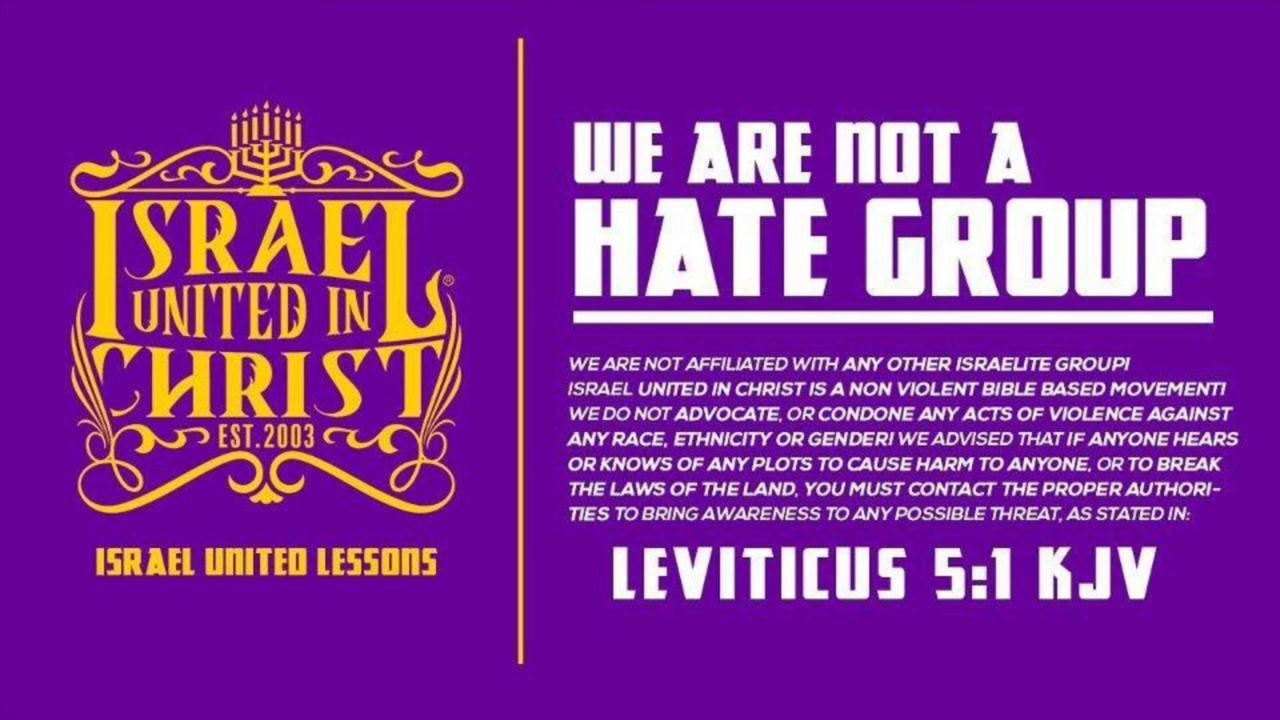 ISRAEL
UNITED IN
CHRIST
EST. 2003
ISRAEL UNITED LESSONS
WE ARE NOT A
HATE GROUP
WE ARE NOT AFFILIATED WITH ANY OTHER ISRAELITE GROUP!
ISRAEL UNITED IN CHRIST IS A NON VIOLENT BIBLE BASED MOVEMENT!
WE DO NOT ADVOCATE, OR CONDONE ANY ACTS OF VIOLENCE AGAINST
ANY RACE, ETHNICITY OR GENDER! WE ADVISED THAT IF ANYONE HEARS
OR KNOWS OF ANY PLOTS TO CAUSE HARM TO ANYONE, OR TO BREAK
THE LAWS OF THE LAND, YOU MUST CONTACT THE PROPER AUTHORI-
TIES TO BRING AWARENESS TO ANY POSSIBLE THREAT, AS STATED IN:
LEVITICUS 5:1 KJV